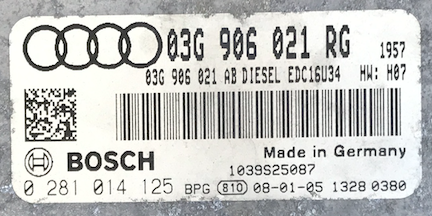 03G 906 021 RG 1957
03G 906 021 AB DIESEL EDC16U34 HW: H07
BOSCH Made in Germany
1039S25087
0 281 014 125 BPG 810 08-01-05 1328 0380